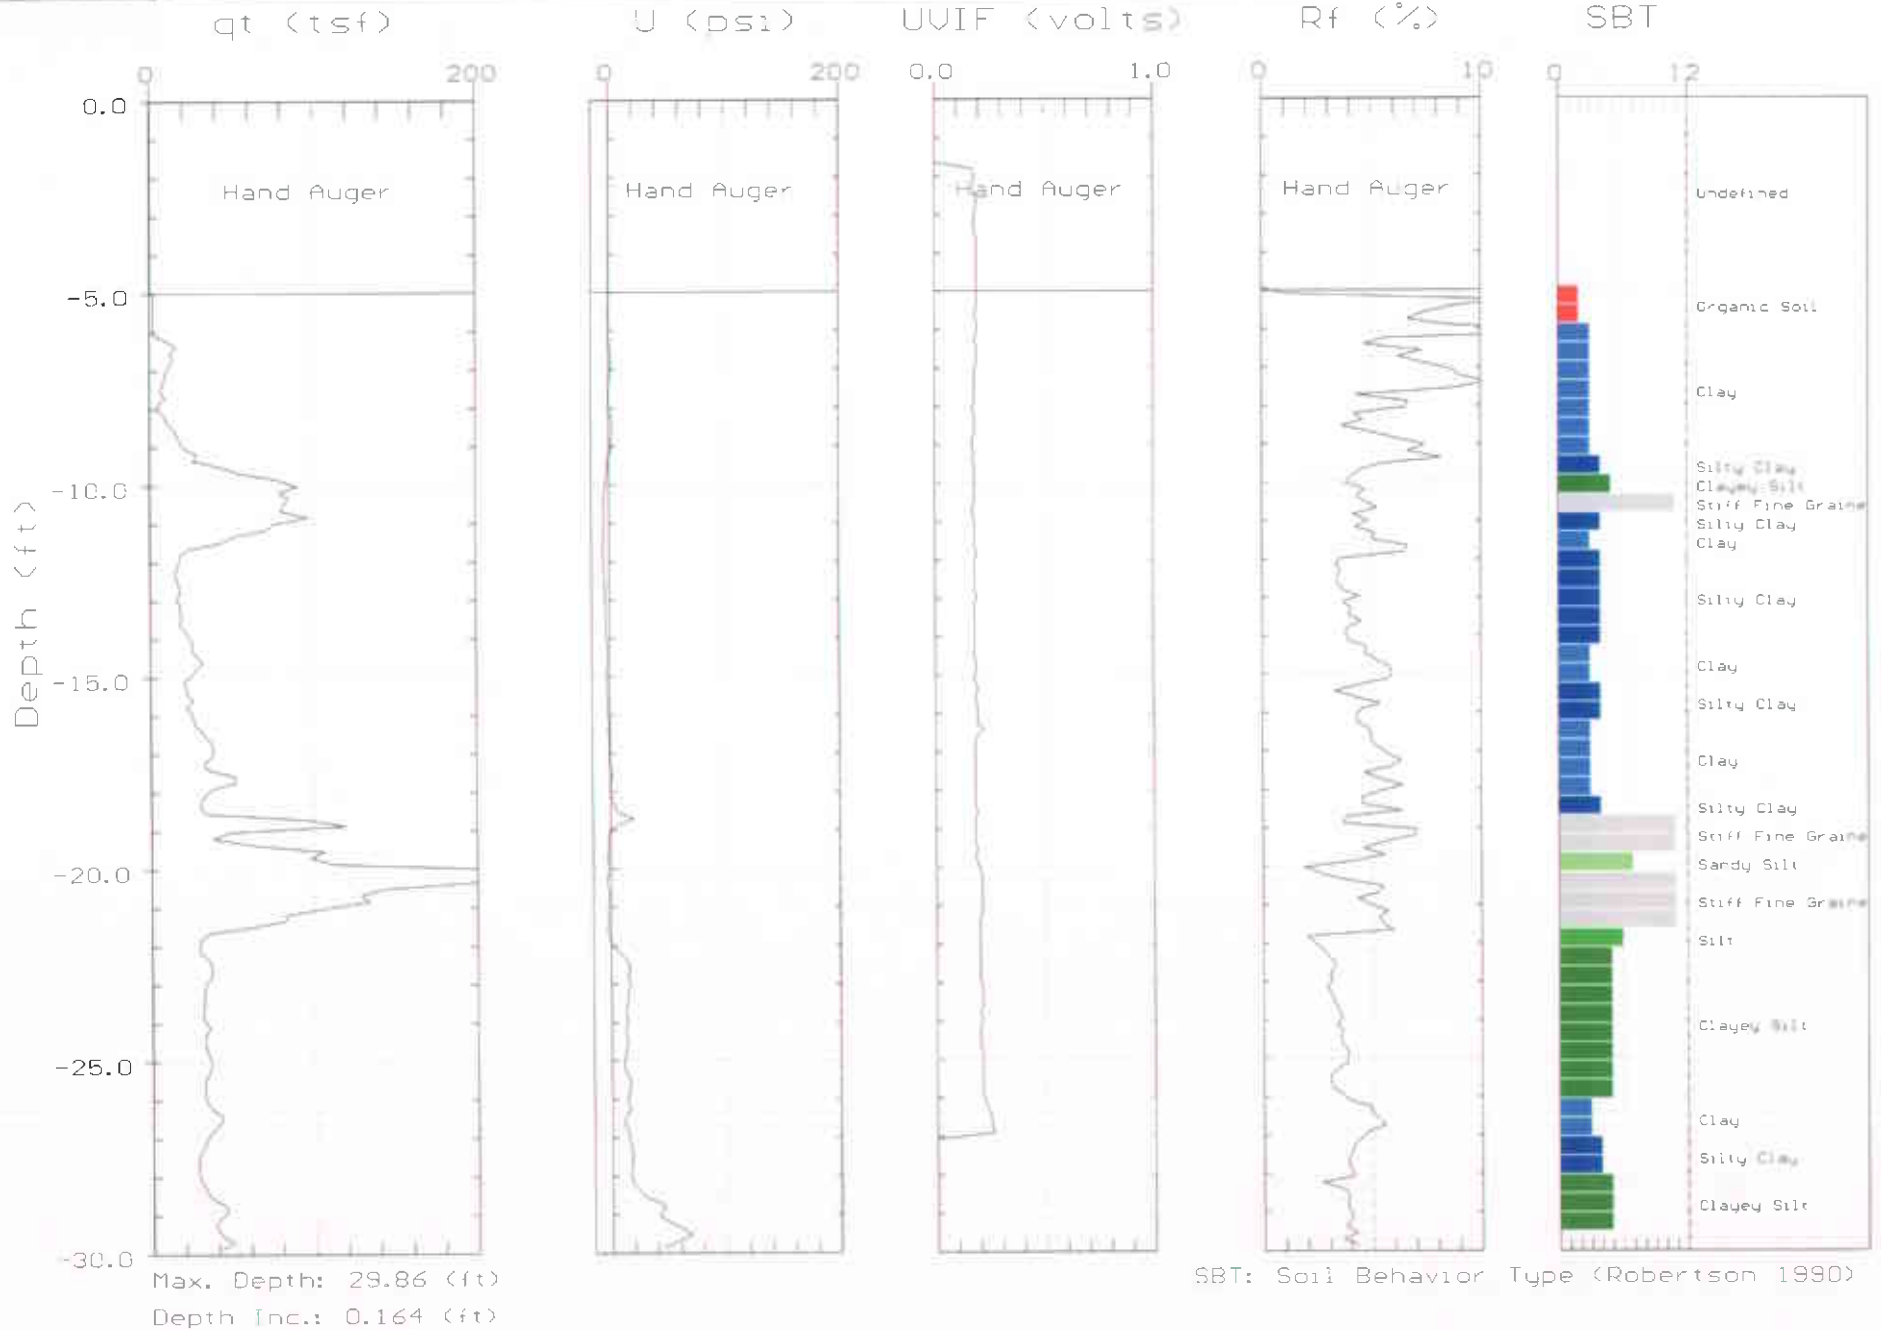 qt (tsf)
U (psi)
UVIF (volts)
Rf (%)
SBT
0 200
0 200
0.0 1.0
0 10
0 12
0.0
Hand Auger
Hand Auger
Hand Auger
Hand Auger
Undefined
-5.0
Organic Soil
Clay
Silty Clay
-10.0
Clayey Silt
Stiff Fine Graine
Silty Clay
Clay
Depth (ft)
Silty Clay
Clay
-15.0
Silty Clay
Clay
Silty Clay
Stiff Fine Graine
Sandy Silt
-20.0
Stiff Fine Graine
Silt
Clayey Silt
-25.0
Clay
Silty Clay
Clayey Silt
-30.0
Max. Depth: 29.86 (ft)
SBT: Soil Behavior Type (Robertson 1990)
Depth Inc.: 0.164 (ft)